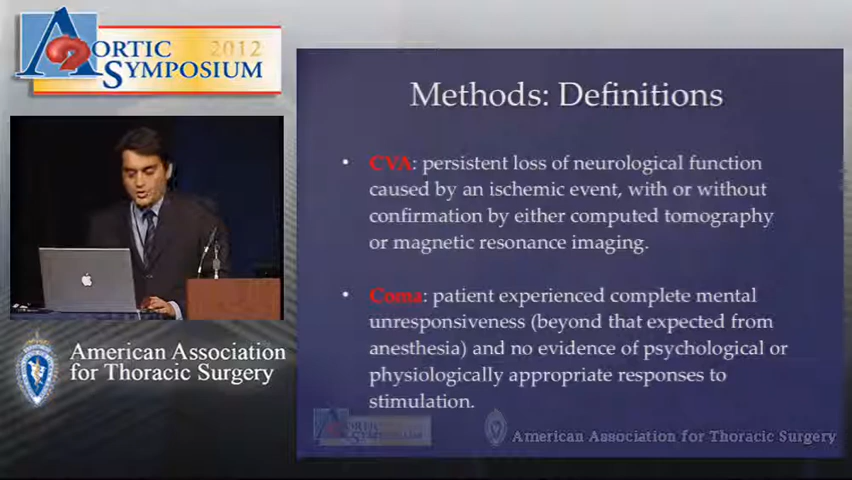 AORTIC 2012
SYMPOSIUM
American Association
for Thoracic Surgery
Methods: Definitions
• CVA: persistent loss of neurological function
caused by an ischemic event, with or without
confirmation by either computed tomography
or magnetic resonance imaging.
• Coma: patient experienced complete mental
unresponsiveness (beyond that expected from
anesthesia) and no evidence of psychological or
physiologically appropriate responses to
stimulation.
AORTIC
SYMPOSIUM
American Association for Thoracic Surgery